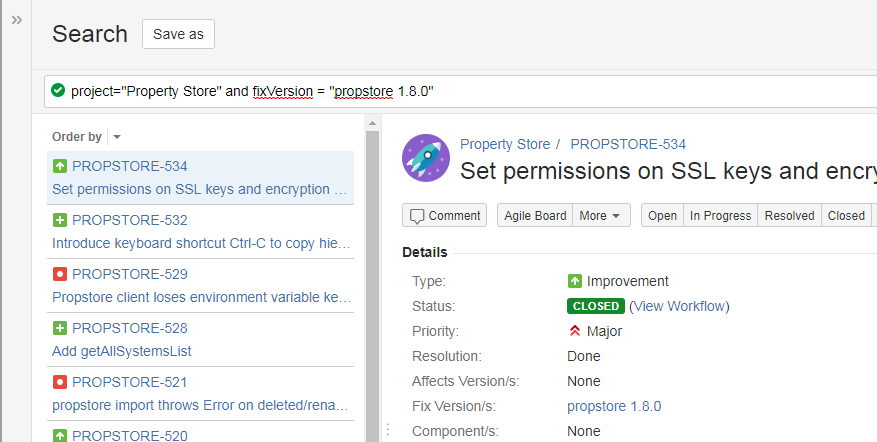 »
Search Save as
project="Property Store" and fixVersion = "propstore 1.8.0"
Order by
PROPSTORE-534
Set permissions on SSL keys and encryption ...
PROPSTORE-532
Introduce keyboard shortcut Ctrl-C to copy hie...
PROPSTORE-529
Propstore client loses environment variable ke...
PROPSTORE-528
Add getAllSystemsList
PROPSTORE-521
propstore import throws Error on deleted/rena...
PROPSTORE-520
Property Store / PROPSTORE-534
Set permissions on SSL keys and encry
Comment Agile Board More Open In Progress Resolved Closed
Details
Type: Improvement
Status: CLOSED (View Workflow)
Priority: Major
Resolution: Done
Affects Version/s: None
Fix Version/s: propstore 1.8.0
Component/s: None